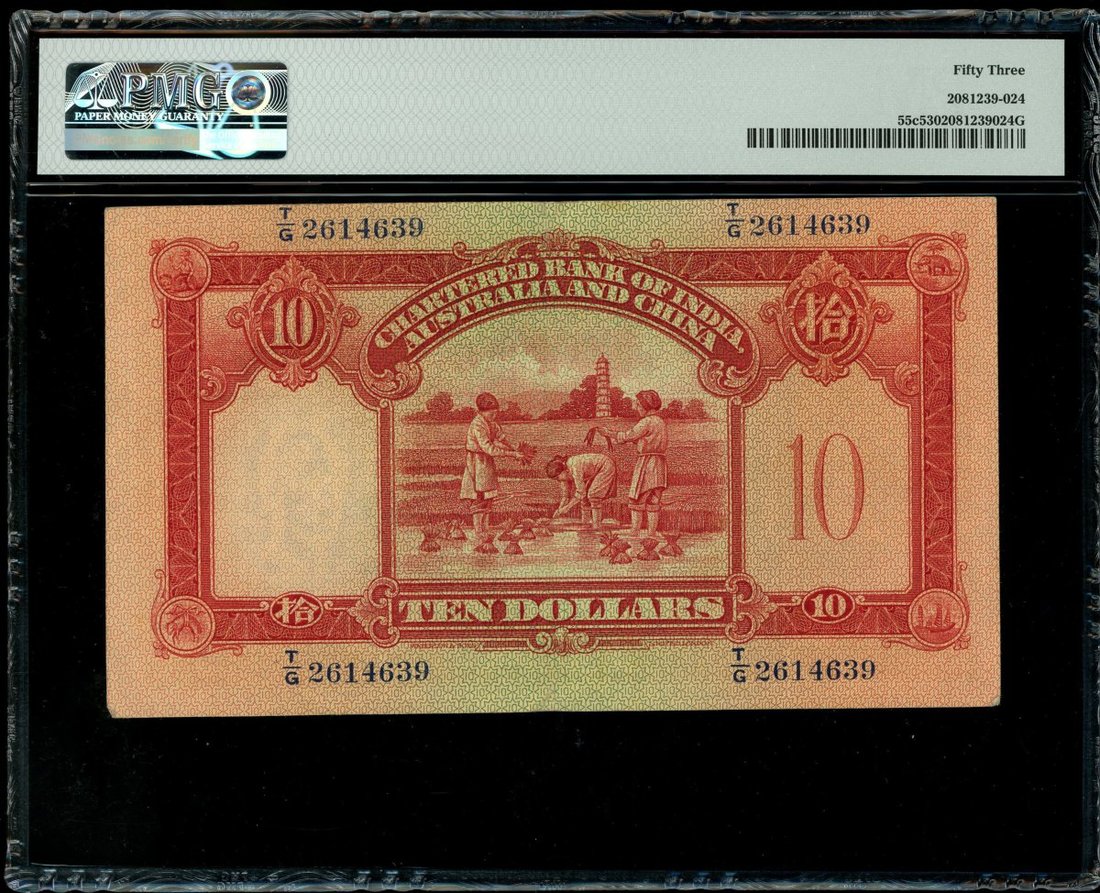 PMG
PAPER MONEY GUARANTY
Fifty Three
2081239-024
55c5302081239024G
T/G 2614639
T/G 2614639
CHARTERED BANK OF INDIA,
AUSTRALIA AND CHINA
10
拾
10
拾
TEN DOLLARS
10
T/G 2614639
T/G 2614639